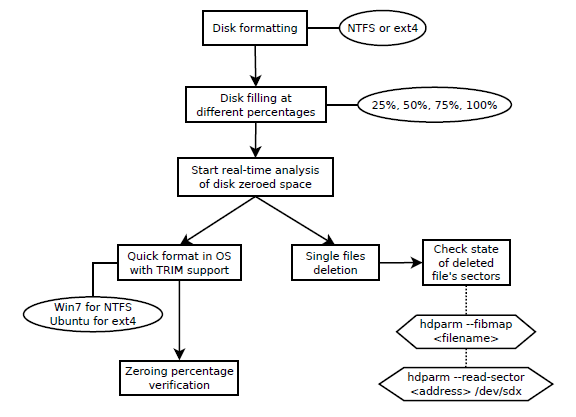 Disk formatting
NTFS or ext4
Disk filling at
different percentages
25%, 50%, 75%, 100%
Start real-time analysis
of disk zeroed space
Quick format in OS
with TRIM support
Single files
deletion
Check state
of deleted
file's sectors
Win7 for NTFS
Ubuntu for ext4
hdparm --fibmap
<filename>
Zeroing percentage
verification
hdparm --read-sector
<address> /dev/sdx